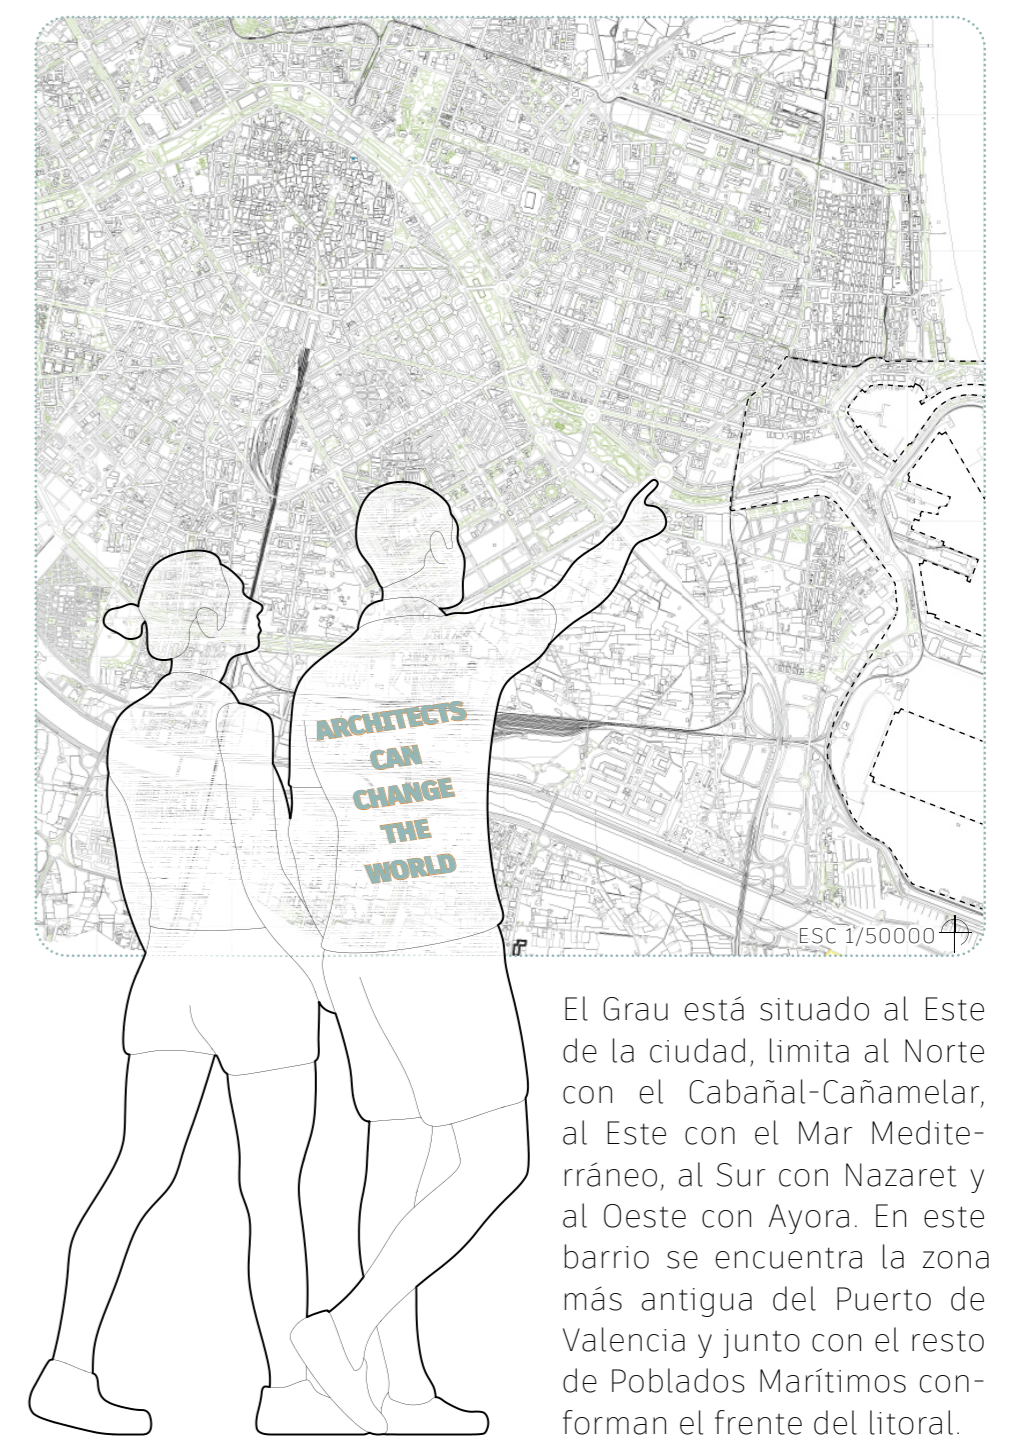 ARCHITECTS
CAN
CHANGE
THE
WORLD
ESC 1/50000
El Grau está situado al Este
de la ciudad, limita al Norte
con el Cabañal-Cañamelar,
al Este con el Mar Medite-
rráneo, al Sur con Nazaret y
al Oeste con Ayora. En este
barrio se encuentra la zona
más antigua del Puerto de
Valencia y junto con el resto
de Poblados Marítimos con-
forman el frente del litoral.